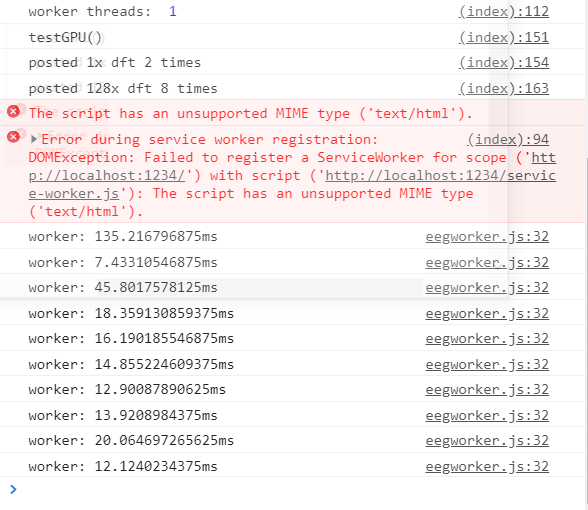 worker threads: 1 (index):112
testGPU() (index):151
posted 1x dft 2 times (index):154
posted 128x dft 8 times (index):163
The script has an unsupported MIME type ('text/html').
Error during service worker registration: (index):94
DOMException: Failed to register a ServiceWorker for scope ('htt
p://localhost:1234/') with script ('http://localhost:1234/servic
e-worker.js'): The script has an unsupported MIME type
('text/html').
worker: 135.216796875ms eegworker.js:32
worker: 7.43310546875ms eegworker.js:32
worker: 45.8017578125ms eegworker.js:32
worker: 18.359130859375ms eegworker.js:32
worker: 16.190185546875ms eegworker.js:32
worker: 14.855224609375ms eegworker.js:32
worker: 12.90087890625ms eegworker.js:32
worker: 13.9208984375ms eegworker.js:32
worker: 20.064697265625ms eegworker.js:32
worker: 12.1240234375ms eegworker.js:32